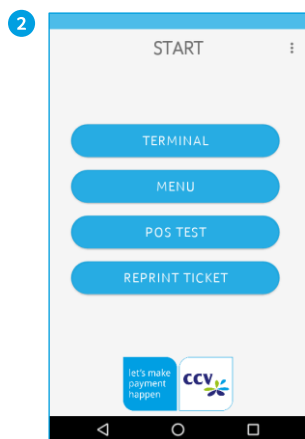 2
START
TERMINAL
MENU
POS TEST
REPRINT TICKET
let's make
payment
happen
CCV